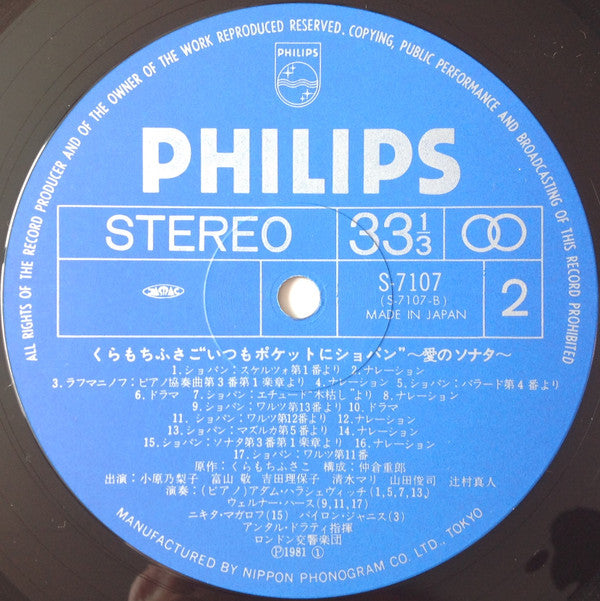 ALL RIGHTS OF THE RECORD PRODUCER AND OF THE OWNER OF THE WORK REPRODUCED RESERVED. COPYING, PUBLIC PERFORMANCE AND BROADCASTING OF THIS RECORD PROHIBITED
PHILIPS
PHILIPS
STEREO 33 1/3
JASRAC S-7107 2
(S-7107-B)
MADE IN JAPAN
くらもちふさご"いつもポケットにショパン"〜愛のソナタ〜
1.ショパン:スケルツォ第1番より 2.ナレーション
3.ラフマニノフ:ピアノ協奏曲第3番第1楽章より 4.ナレーション 5.ショパン:バラード第4番より
6.ドラマ 7.ショパン:エチュード"木枯し"より 8.ナレーション
9.ショパン:ワルツ第13番より 10.ドラマ
11.ショパン:ワルツ第12番より 12.ナレーション
13.ショパン:マズルカ第5番より 14.ナレーション
15.ショパン:ソナタ第3番第1楽章より 16.ナレーション
17.ショパン:ワルツ第11番
原作:くらもちふさこ 構成:仲倉重郎
出演:小原乃梨子 富山 敬 吉田理保子 清水マリ 山田俊司 辻村真人
演奏:(ピアノ)アダム・ハラシェヴィッチ(1,5,7,13,)
ウェルナー・ハース(9,11,17)
ニキタ・マガロフ(15) バイロン・ジャニス(3)
アンタル・ドラティ指揮
ロンドン交響楽団
Ⓟ1981 ①
MANUFACTURED BY NIPPON PHONOGRAM CO. LTD., TOKYO